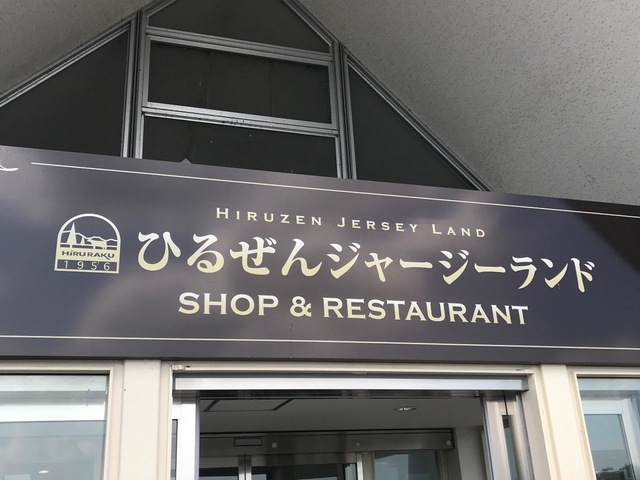 HIRUZEN JERSEY LAND
HIRURAKU
1956
ひるぜんジャージーランド
SHOP & RESTAURANT